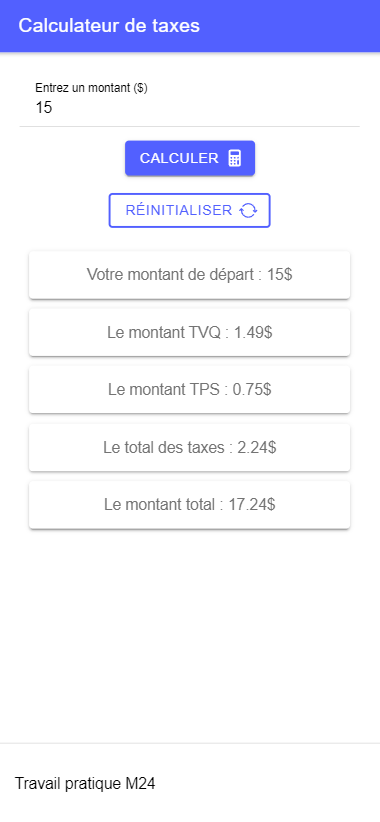 Calculateur de taxes
Entrez un montant ($)
15
CALCULER
RÉINITIALISER
Votre montant de départ : 15$
Le montant TVQ : 1.49$
Le montant TPS : 0.75$
Le total des taxes : 2.24$
Le montant total : 17.24$
Travail pratique M24